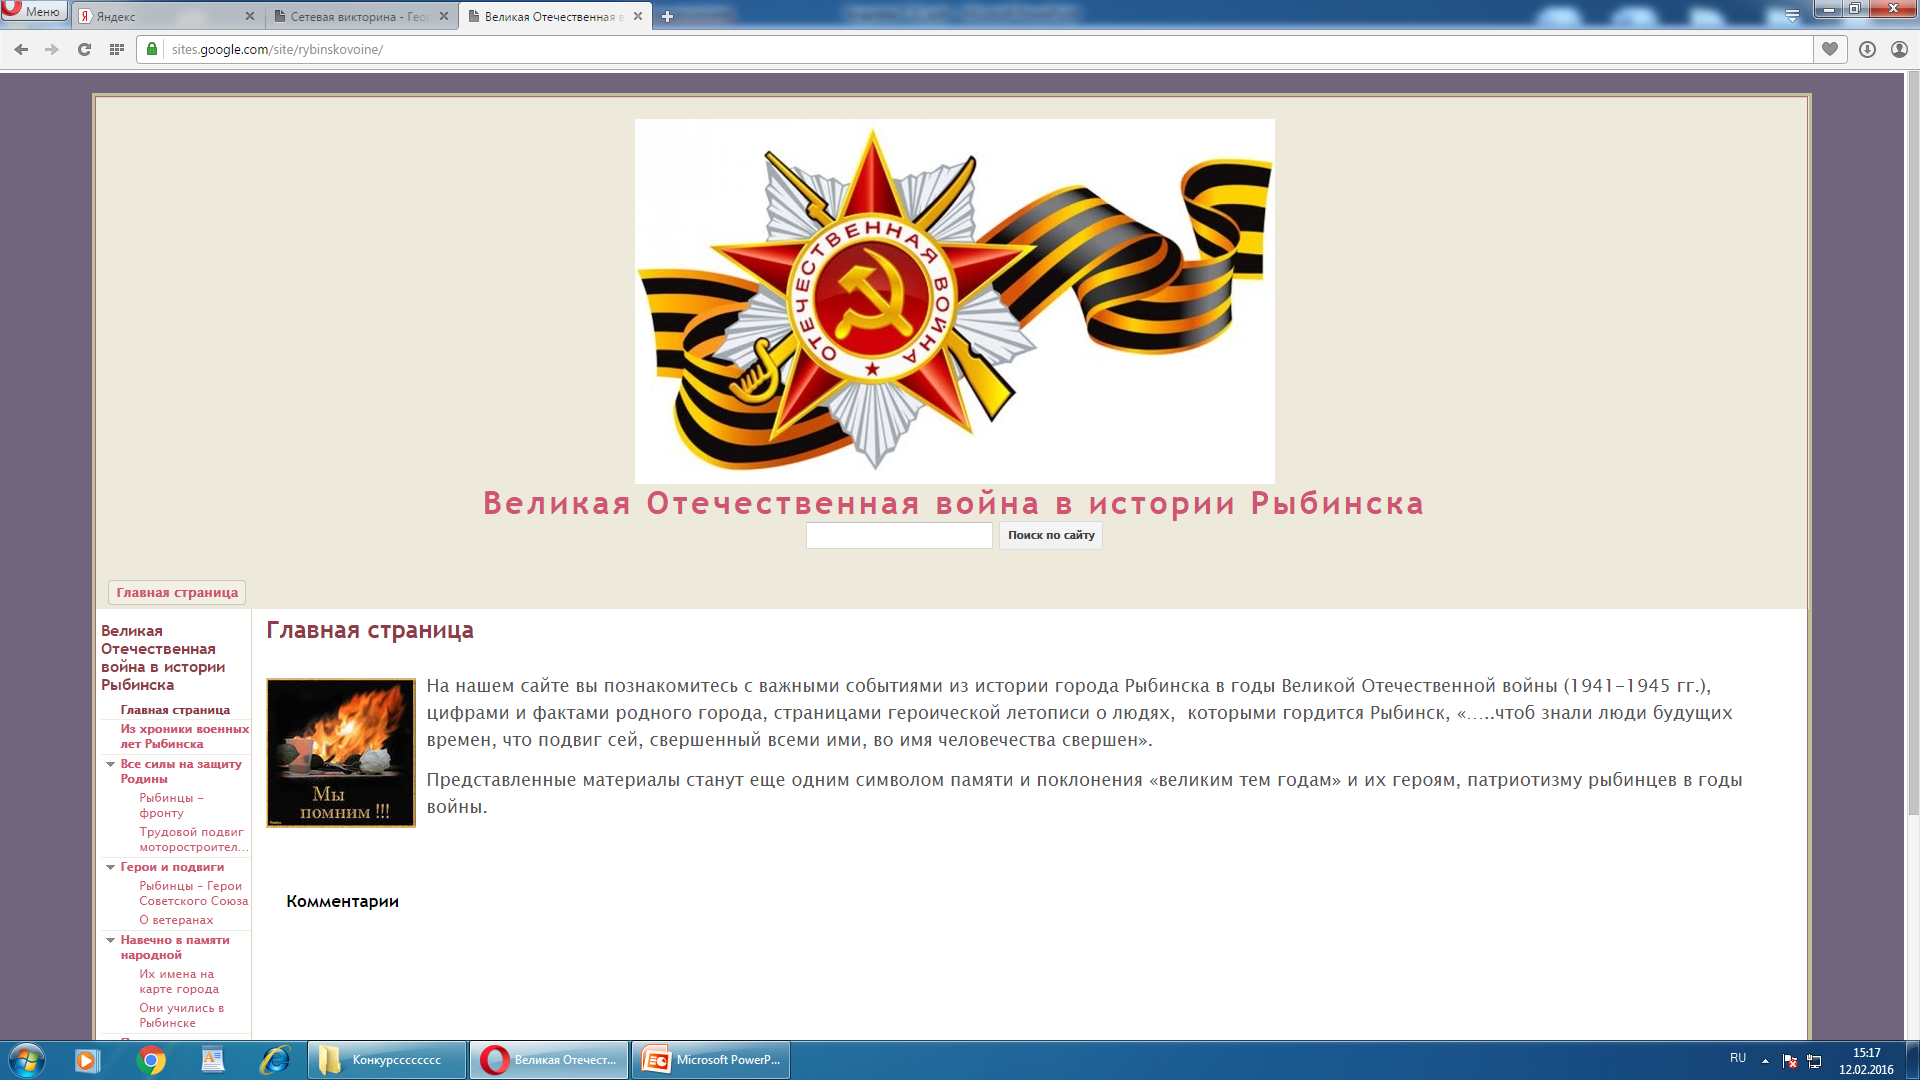 Меню
Яндекс
Сетевая викторина - Геог
Великая Отечественная в
sites.google.com/site/rybinskovoine/
ОТЕЧЕСТВЕННАЯ ВОЙНА
Великая Отечественная война в истории Рыбинска
Поиск по сайту
Главная страница
Великая
Отечественная
война в истории
Рыбинска
Главная страница
Из хроники военных
лет Рыбинска
Все силы на защиту
Родины
Рыбинцы -
фронту
Трудовой подвиг
моторостроител...
Герои и подвиги
Рыбинцы - Герои
Советского Союза
О ветеранах
Навечно в памяти
народной
Их имена на
карте города
Они учились в
Рыбинске
Главная страница
Мы
помним !!!
На нашем сайте вы познакомитесь с важными событиями из истории города Рыбинска в годы Великой Отечественной войны (1941-1945 гг.),
цифрами и фактами родного города, страницами героической летописи о людях, которыми гордится Рыбинск, «…..чтоб знали люди будущих
времен, что подвиг сей, свершенный всеми ими, во имя человечества свершен».
Представленные материалы станут еще одним символом памяти и поклонения «великим тем годам» и их героям, патриотизму рыбинцев в годы
войны.
Комментарии
Конкурсссссссс
Великая Отечест...
Microsoft PowerP...
RU
15:17
12.02.2016